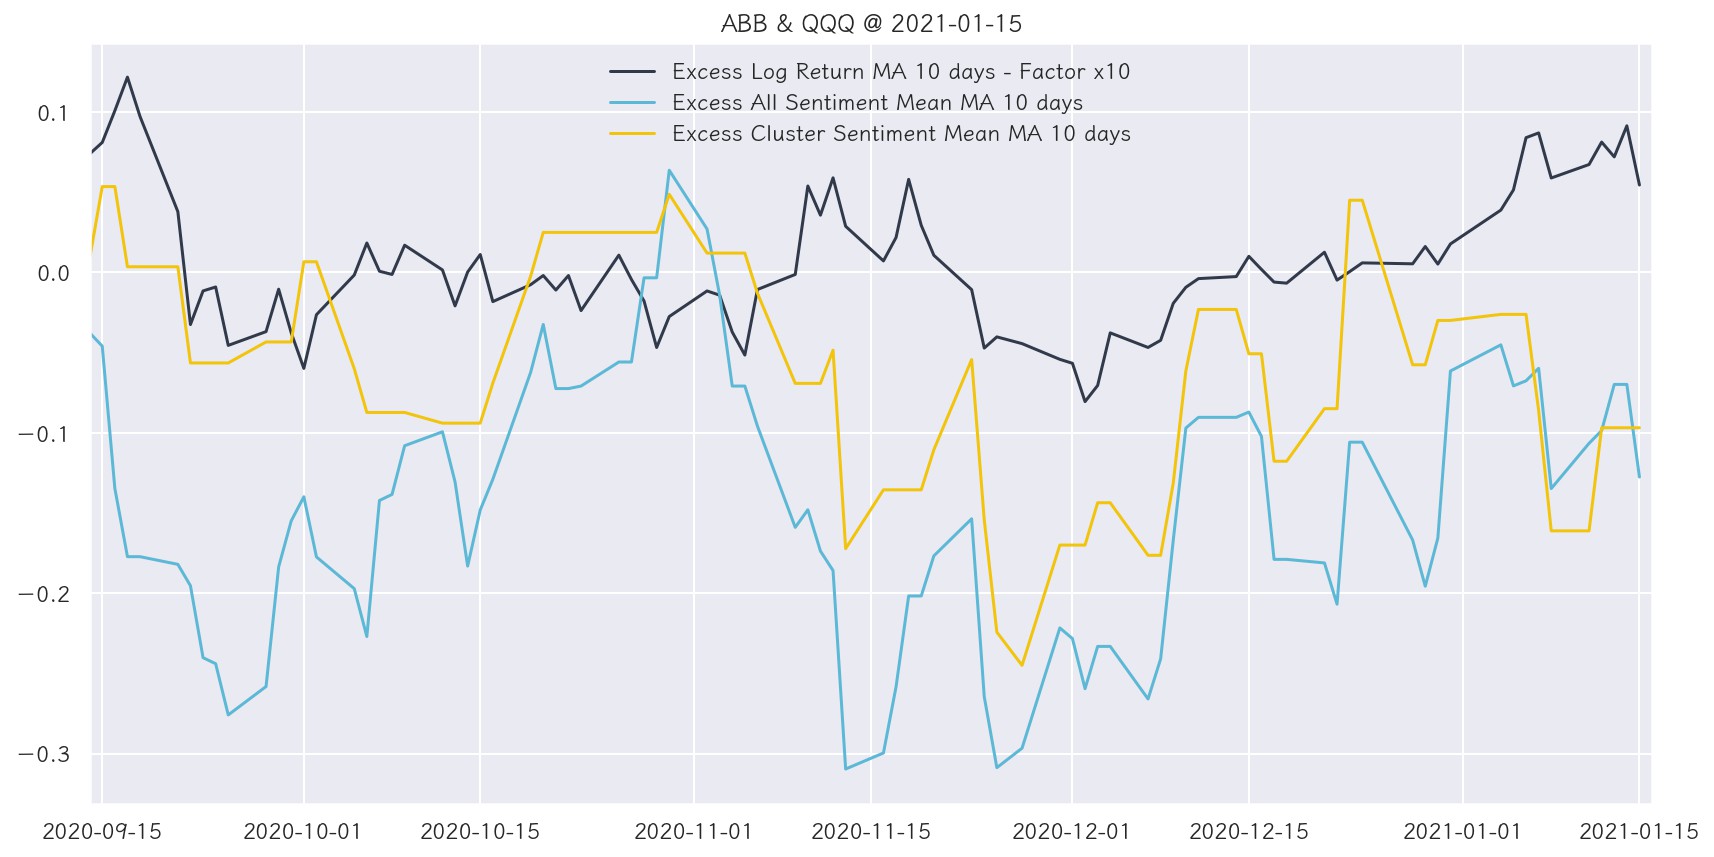 ABB & QQQ @ 2021-01-15
Excess Log Return MA 10 days - Factor x10
Excess All Sentiment Mean MA 10 days
Excess Cluster Sentiment Mean MA 10 days
0.1
0.0
−0.1
−0.2
−0.3
2020-09-15 2020-10-01 2020-10-15 2020-11-01 2020-11-15 2020-12-01 2020-12-15 2021-01-01 2021-01-15